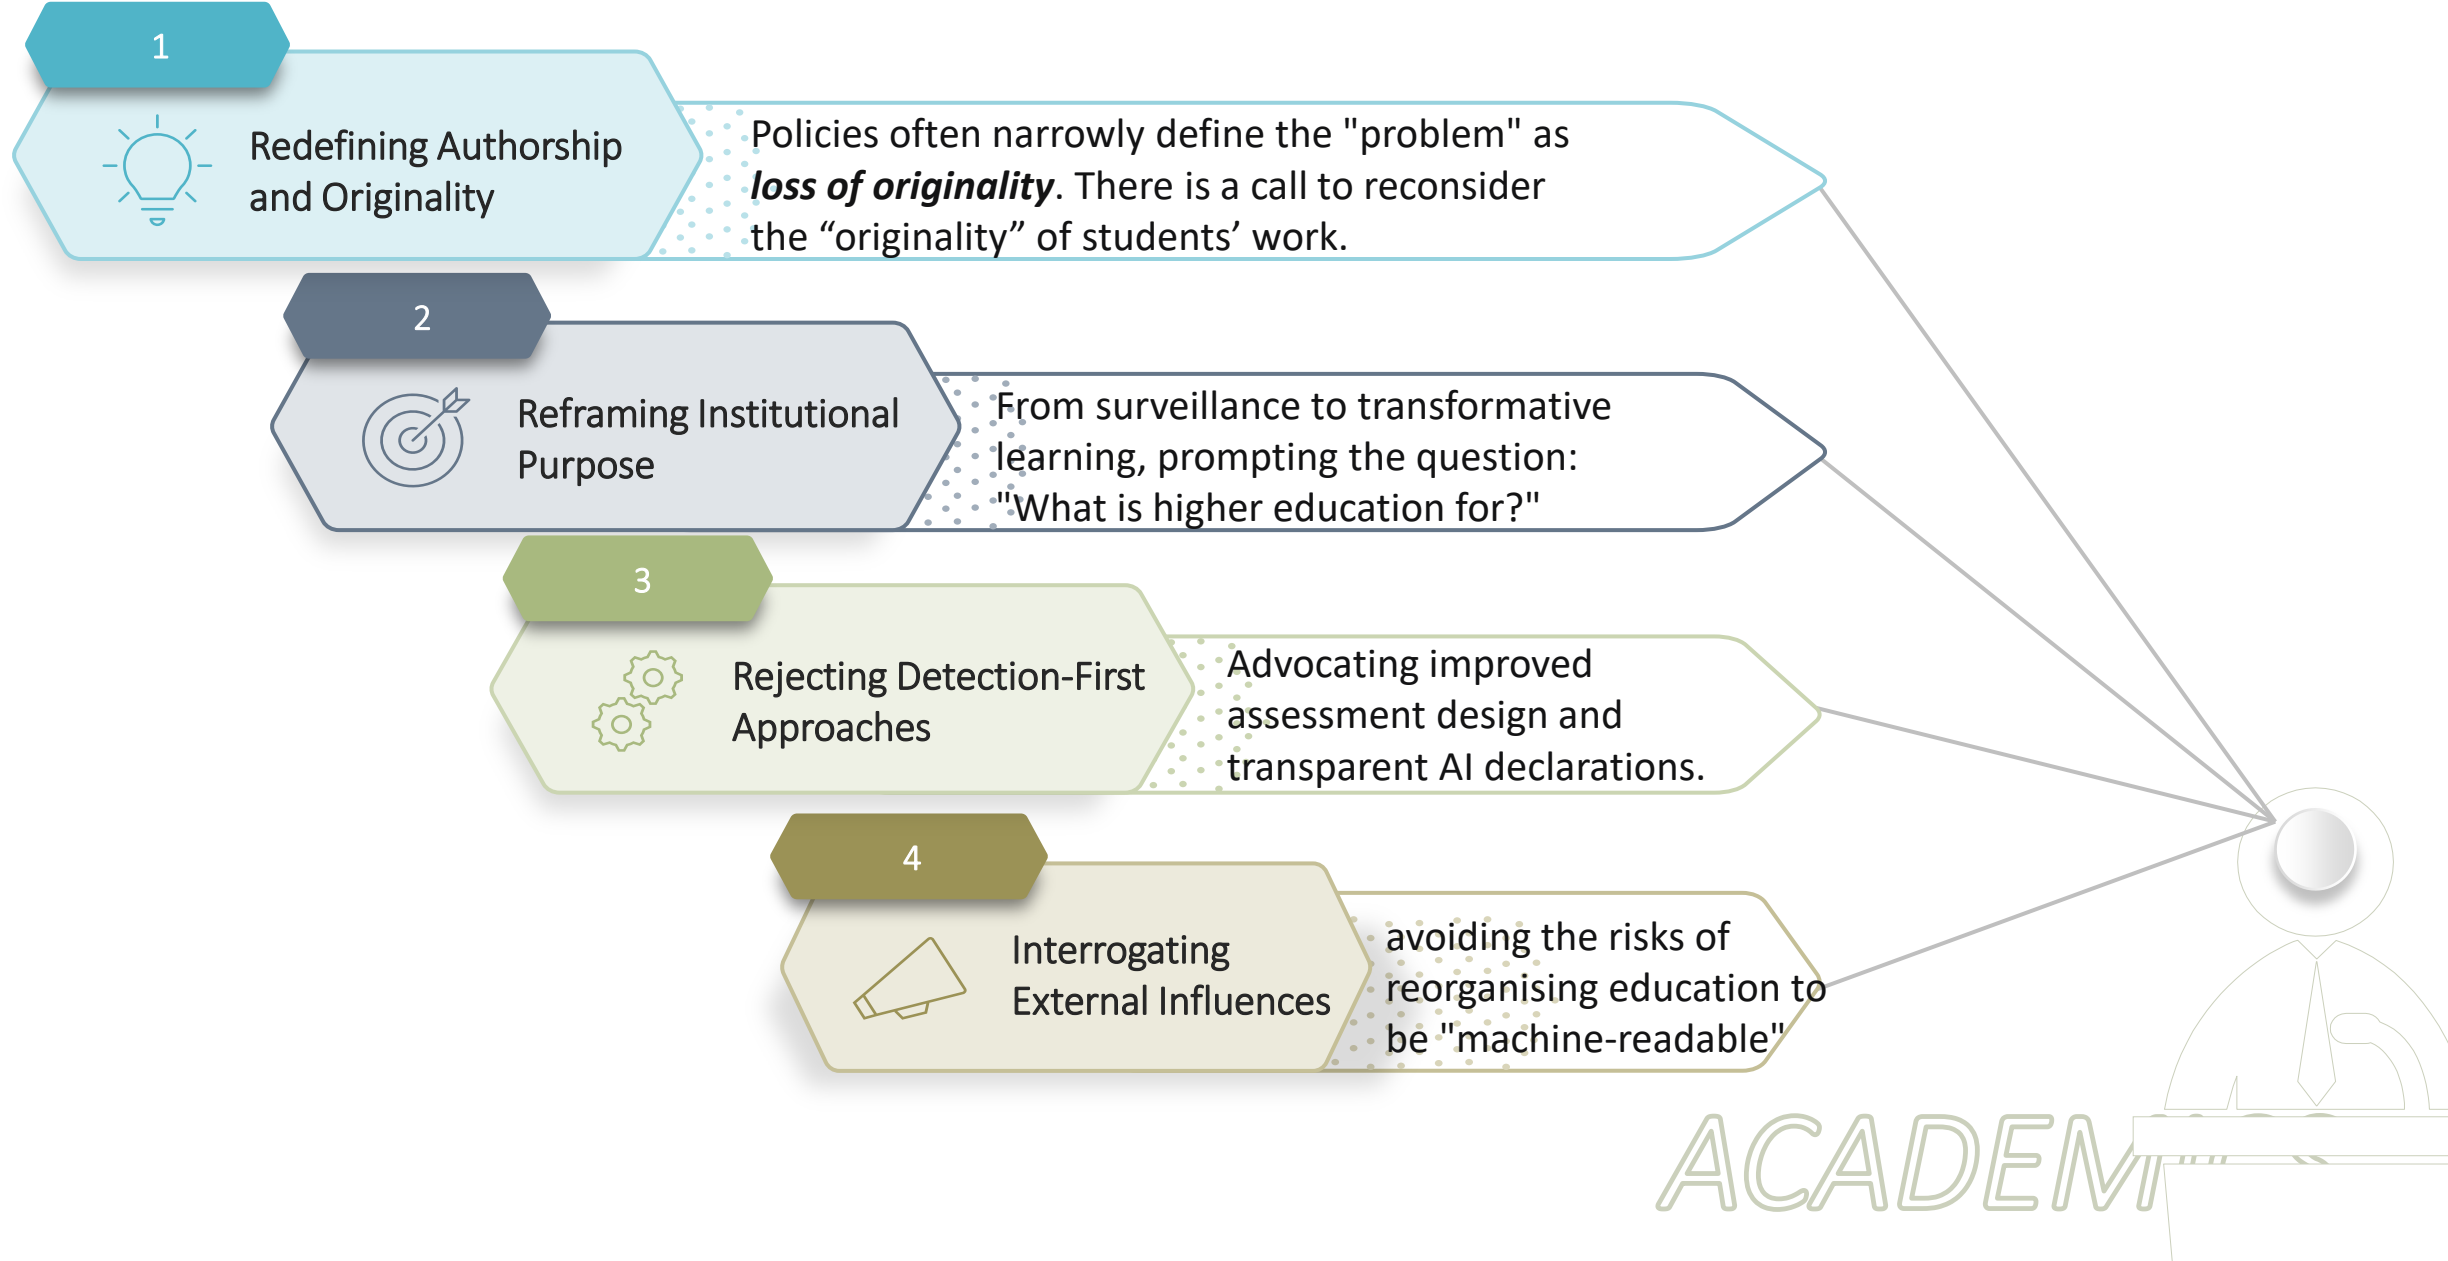 1
Redefining Authorship
and Originality
Policies often narrowly define the "problem" as
loss of originality. There is a call to reconsider
the “originality” of students’ work.
2
Reframing Institutional
Purpose
From surveillance to transformative
learning, prompting the question:
"What is higher education for?"
3
Rejecting Detection-First
Approaches
Advocating improved
assessment design and
transparent AI declarations.
4
Interrogating
External Influences
avoiding the risks of
reorganising education to
be "machine-readable"